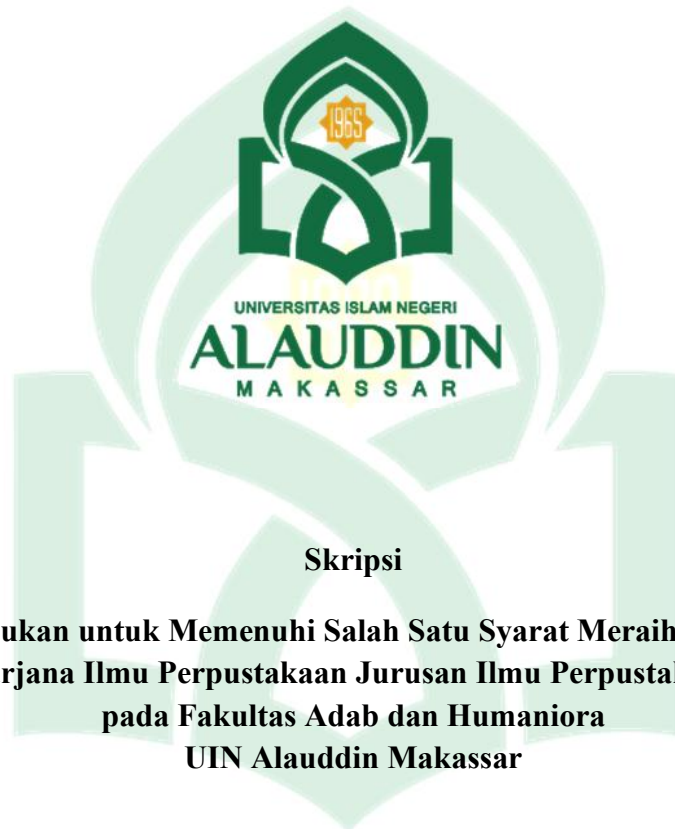 1965
UNIVERSITAS ISLAM NEGERI
ALAUDDIN
MAKASSAR
Skripsi
ukan untuk Memenuhi Salah Satu Syarat Meraih
rjana Ilmu Perpustakaan Jurusan Ilmu Perpusta
pada Fakultas Adab dan Humaniora
UIN Alauddin Makassar